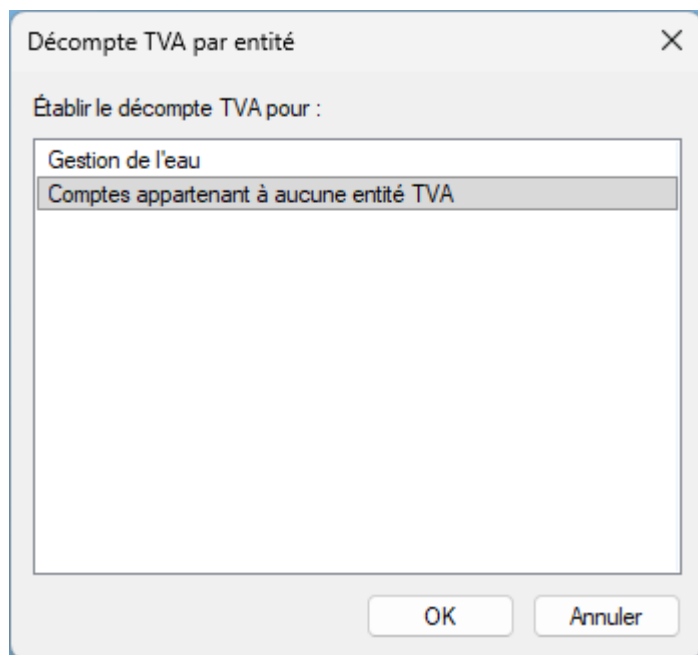 Décompte TVA par entité
Établir le décompte TVA pour :
Gestion de l'eau
Comptes appartenant à aucune entité TVA
OK
Annuler